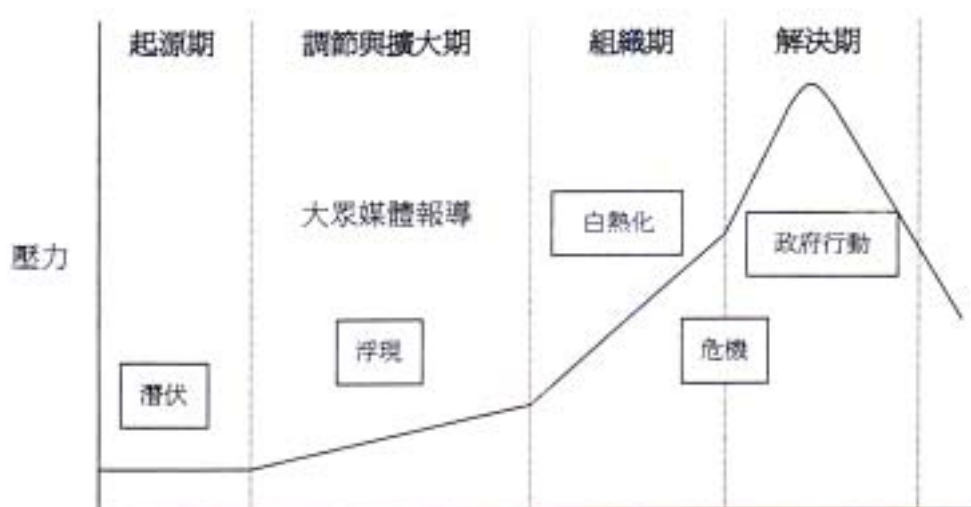 起源期
調節與擴大期
組織期
解決期
大眾媒體報導
白熱化
政府行動
壓力
浮現
危機
潛伏